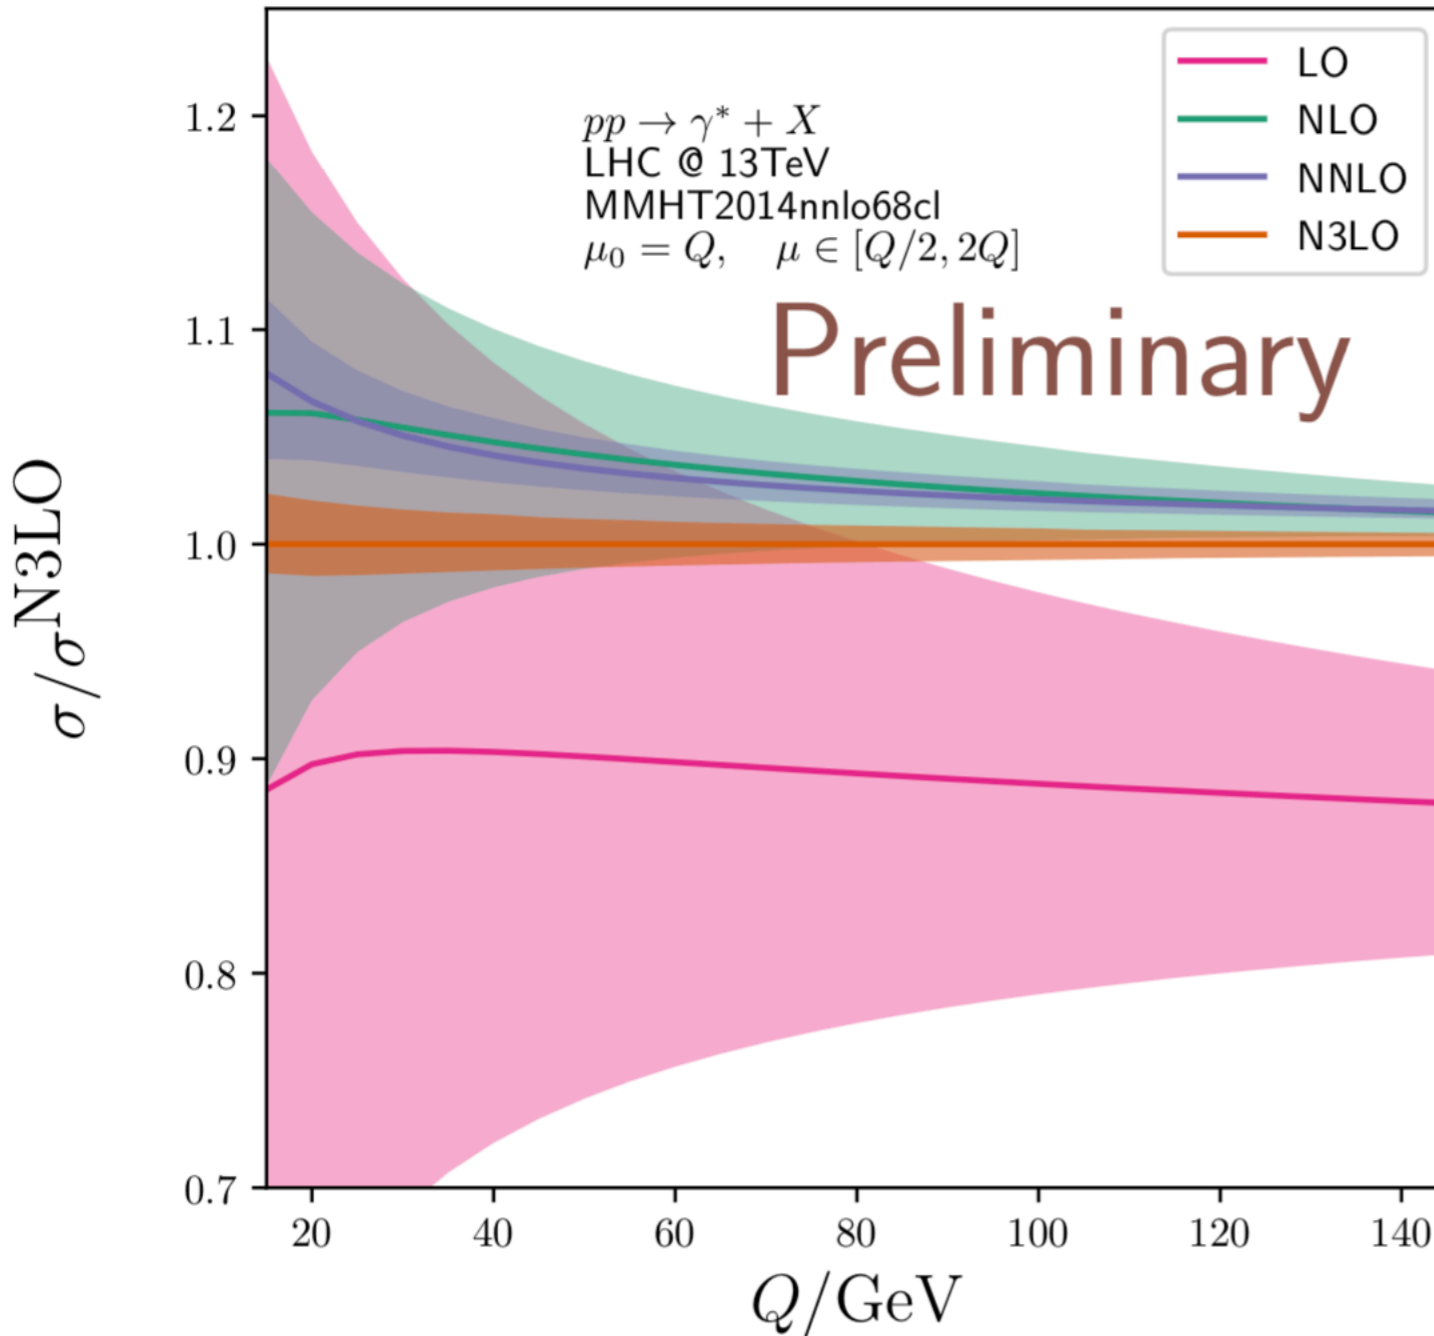 LO
NLO
NNLO
N3LO
pp → γ* + X
LHC @ 13TeV
MMHT2014nnlo68cl
μ₀ = Q, μ ∈ [Q/2, 2Q]
Preliminary
σ/σ^N3LO
1.2
1.1
1.0
0.9
0.8
0.7
20 40 60 80 100 120 140
Q/GeV